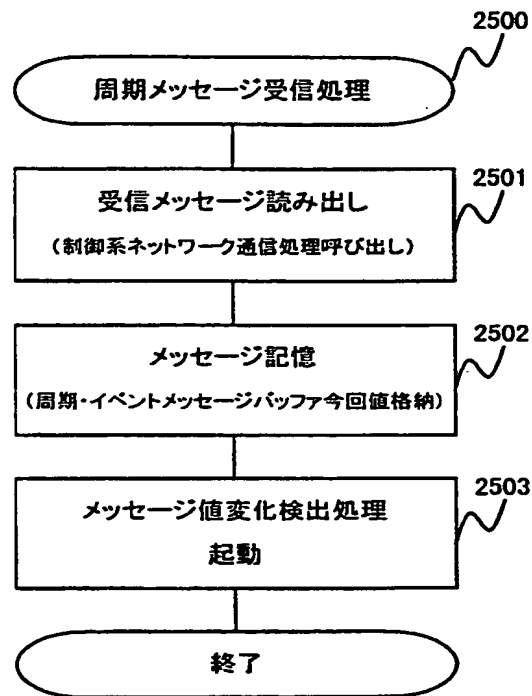 2500
周期メッセージ受信処理
2501
受信メッセージ読み出し
(制御系ネットワーク通信処理呼び出し)
2502
メッセージ記憶
(周期・イベントメッセージバッファ今回値格納)
2503
メッセージ値変化検出処理
起動
終了